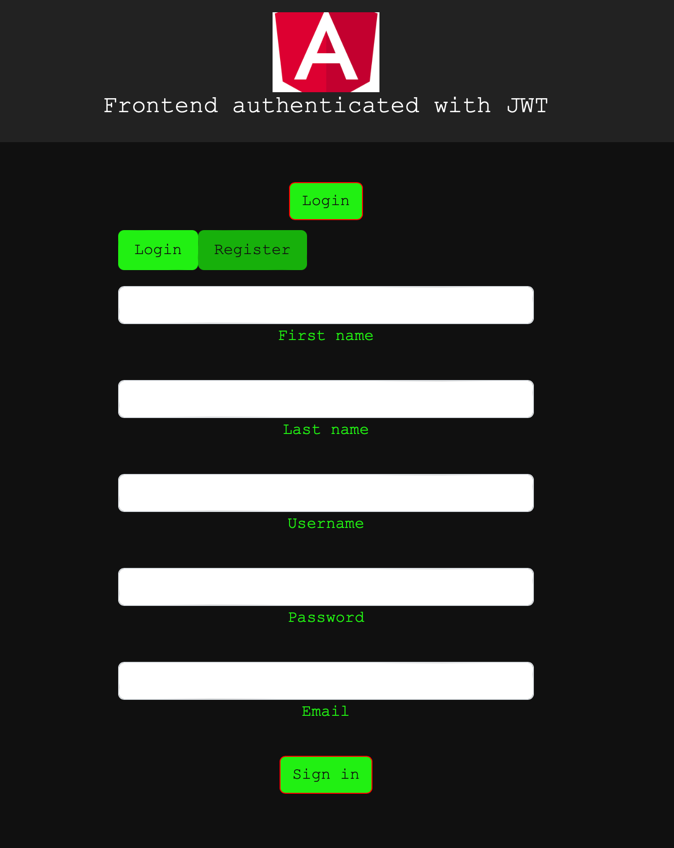 A
Frontend authenticated with JWT
Login
Login Register
First name
Last name
Username
Password
Email
Sign in